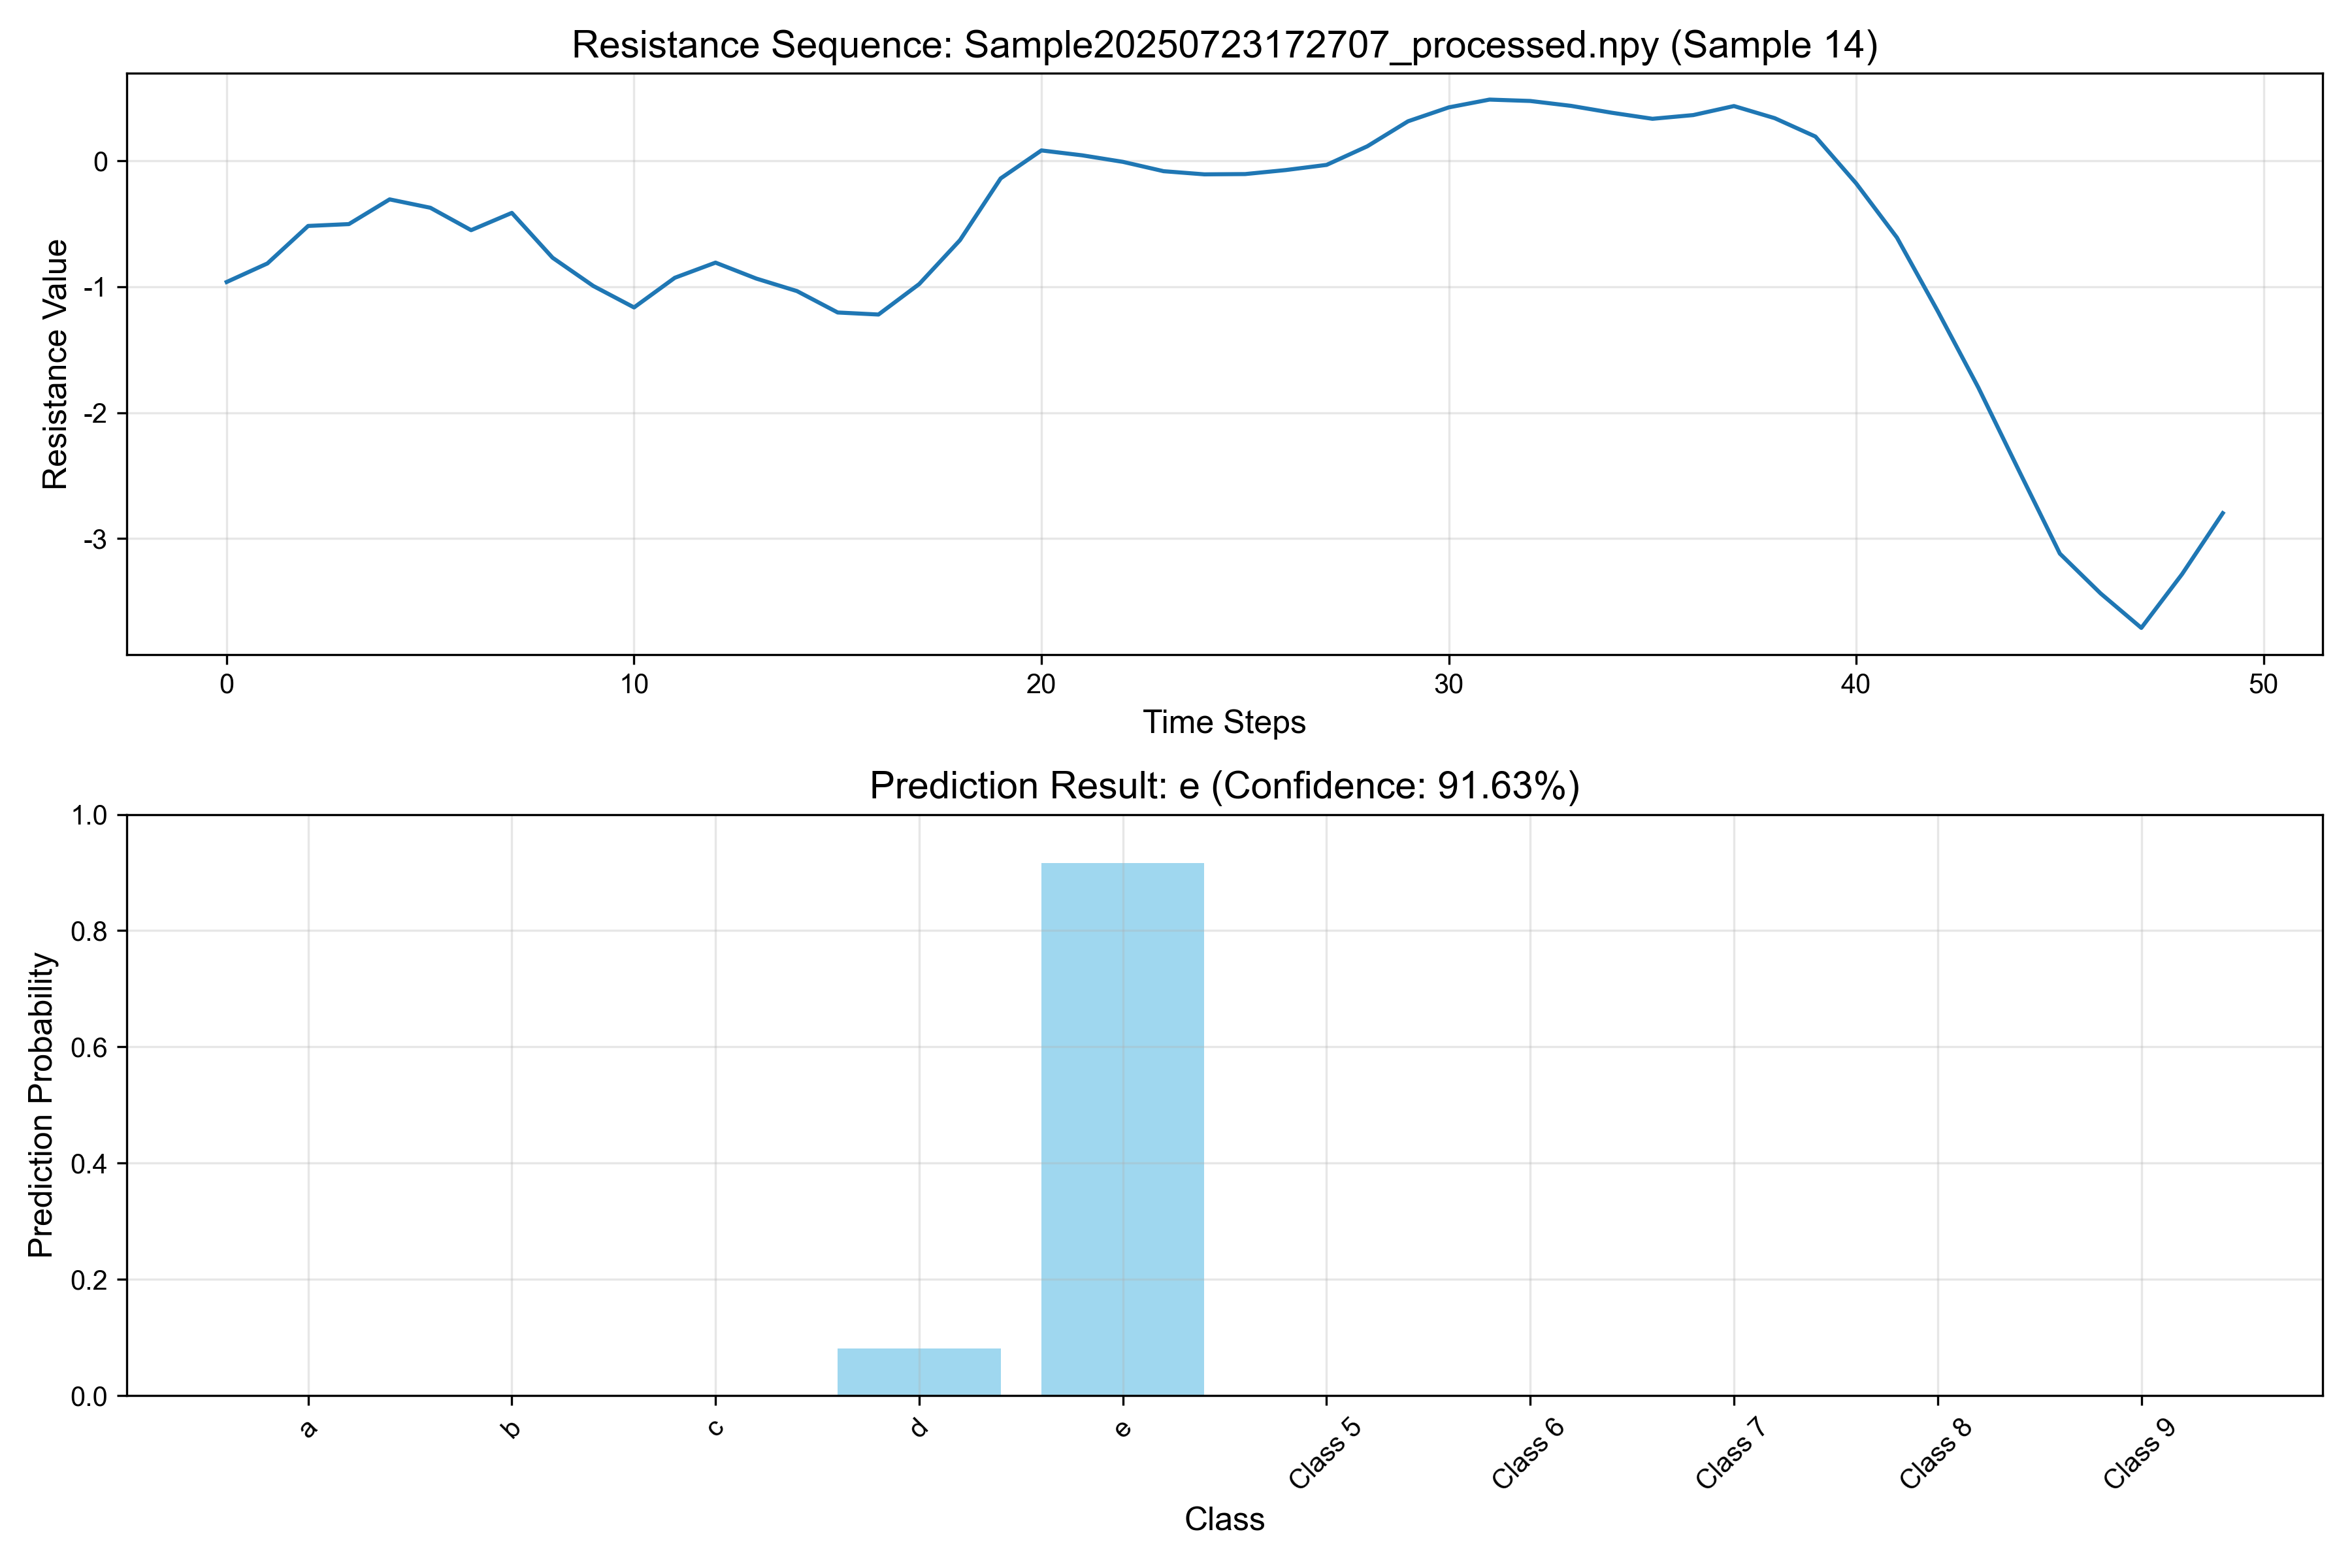 Resistance Sequence: Sample20250723172707_processed.npy (Sample 14)
Resistance Value
0
-1
-2
-3
0 10 20 30 40 50
Time Steps
Prediction Result: e (Confidence: 91.63%)
Prediction Probability
1.0
0.8
0.6
0.4
0.2
0.0
a b c d e Class 5 Class 6 Class 7 Class 8 Class 9
Class